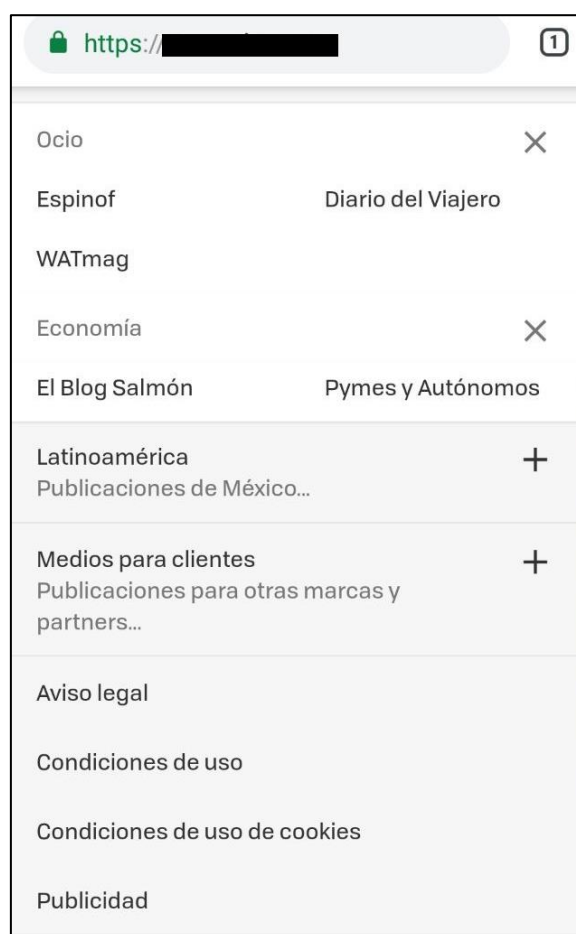 https://
1
Ocio
Espinof Diario del Viajero
WATmag
Economía
El Blog Salmón Pymes y Autónomos
Latinoamérica
Publicaciones de México...
Medios para clientes
Publicaciones para otras marcas y
partners...
Aviso legal
Condiciones de uso
Condiciones de uso de cookies
Publicidad